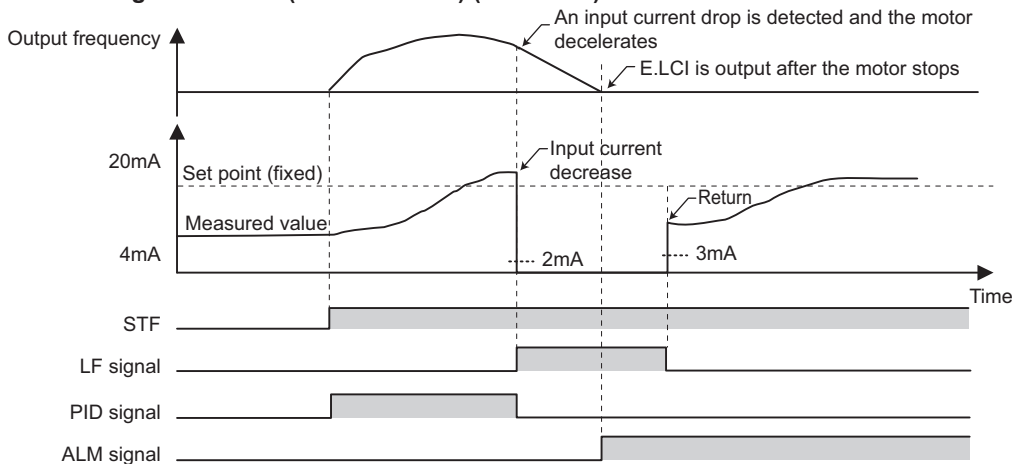 An input current drop is detected and the motor
decelerates
Output frequency
E.LCI is output after the motor stops
20mA
Input current
decrease
Set point (fixed)
Return
Measured value
4mA
2mA
3mA
Time
STF
LF signal
PID signal
ALM signal